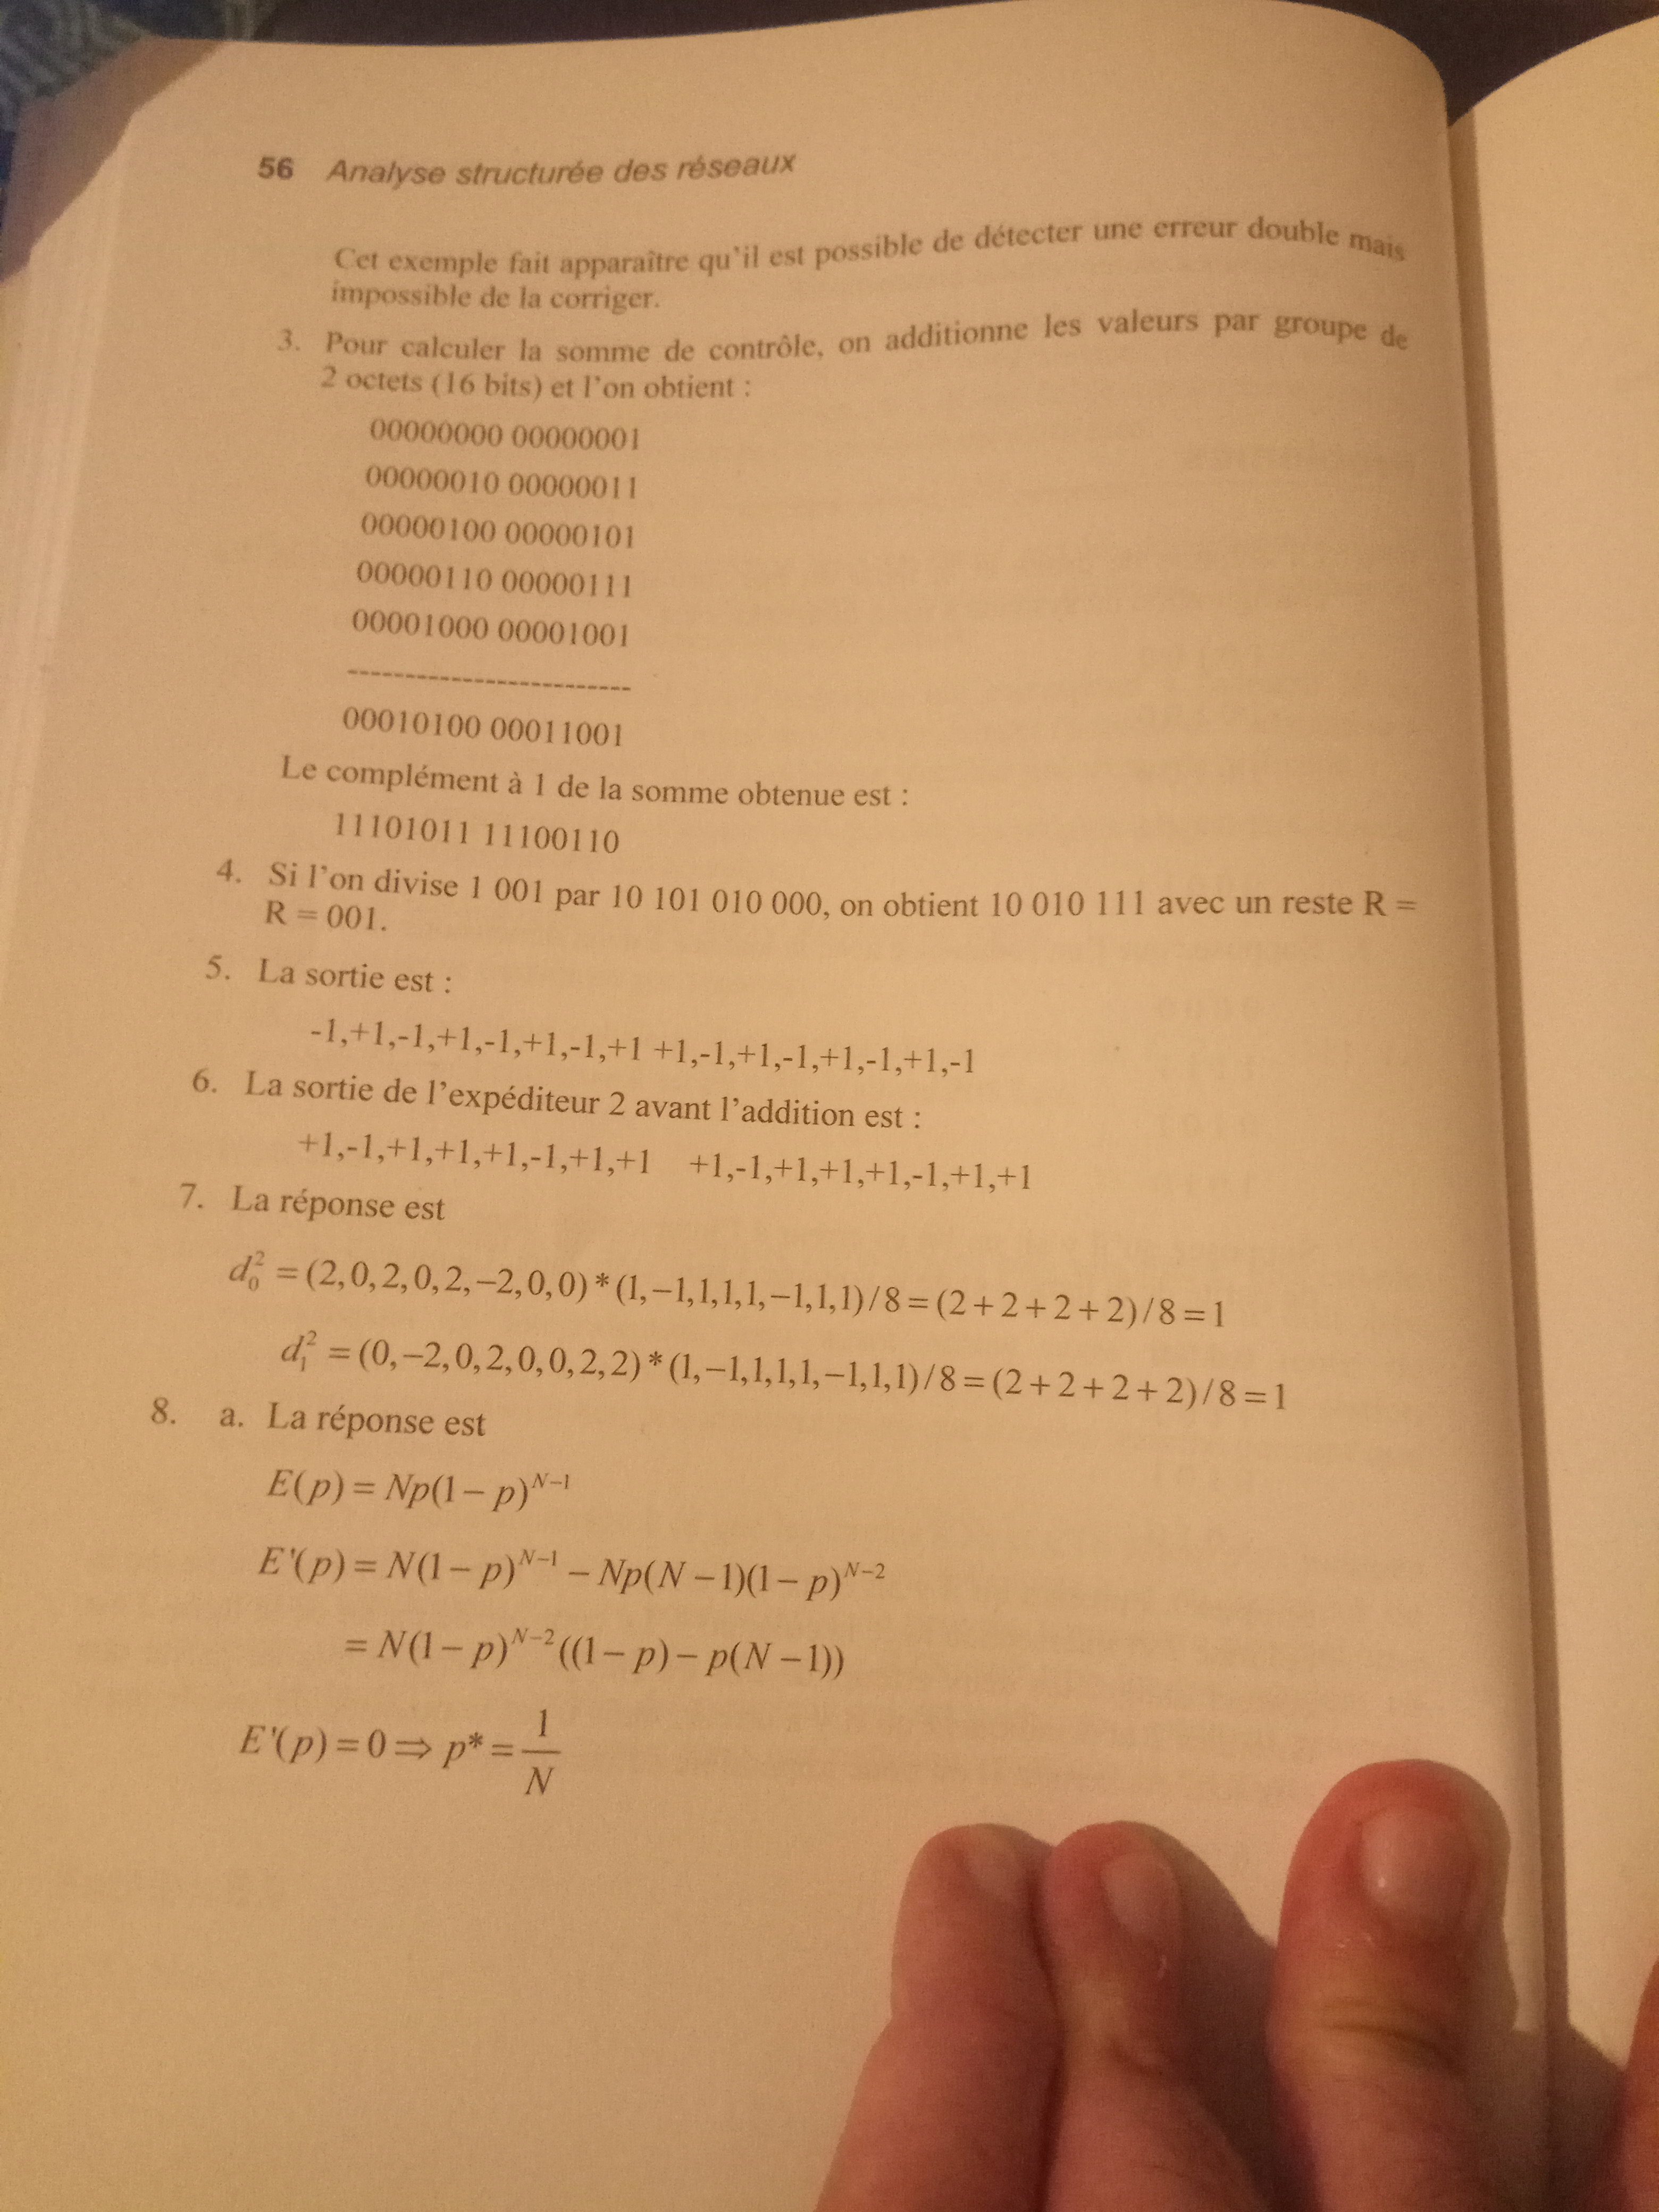 56 Analyse structurée des réseaux
Cet exemple fait apparaître qu'il est possible de détecter une erreur double mais
impossible de la corriger.
3. Pour calculer la somme de contrôle, on additionne les valeurs par groupe de
2 octets (16 bits) et l'on obtient :
00000000 00000001
00000010 00000011
00000100 00000101
00000110 00000111
00001000 00001001
-------------------------
00010100 00011001
Le complément à 1 de la somme obtenue est :
11101011 11100110
4. Si l'on divise 1 001 par 10 101 010 000, on obtient 10 010 111 avec un reste R =
R = 001.
5. La sortie est :
-1,+1,-1,+1,-1,+1,-1,+1 +1,-1,+1,-1,+1,-1,+1,-1
6. La sortie de l'expéditeur 2 avant l'addition est :
+1,-1,+1,+1,+1,-1,+1,+1 +1,-1,+1,+1,+1,-1,+1,+1
7. La réponse est
d₀² = (2,0,2,0,2,−2,0,0)*(1,−1,1,1,1,−1,1,1)/8 = (2+2+2+2)/8 = 1
d₁² = (0,−2,0,2,0,0,2,2)*(1,−1,1,1,1,−1,1,1)/8 = (2+2+2+2)/8 = 1
8. a. La réponse est
E(p) = Np(1−p)^{N−1}
E'(p) = N(1−p)^{N−1} − Np(N−1)(1−p)^{N−2}
= N(1−p)^{N−2}((1−p) − p(N−1))
E'(p) = 0 ⇒ p* = 1/N